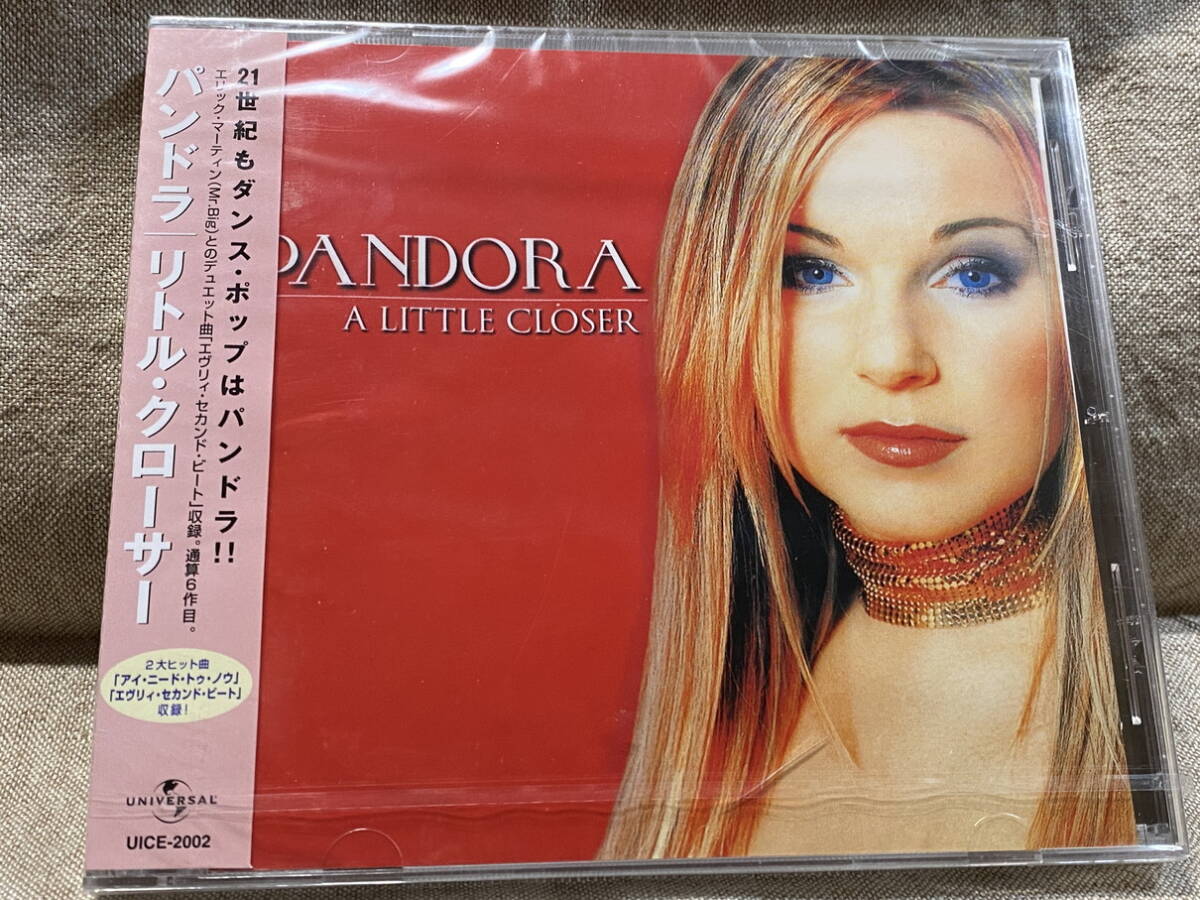 21世紀もダンス・ポップはパンドラ!!
エリック・マーティン(Mr.Big)とのデュエット曲「エヴリィ・セカンド・ビート」収録。通算6作目。
パンドラ|リトル・クローサー
2大ヒット曲
「アイ・ニード・トゥ・ノウ」
「エヴリィ・セカンド・ビート」
収録!
UNIVERSAL
UICE-2002
PANDORA
A LITTLE CLOSER